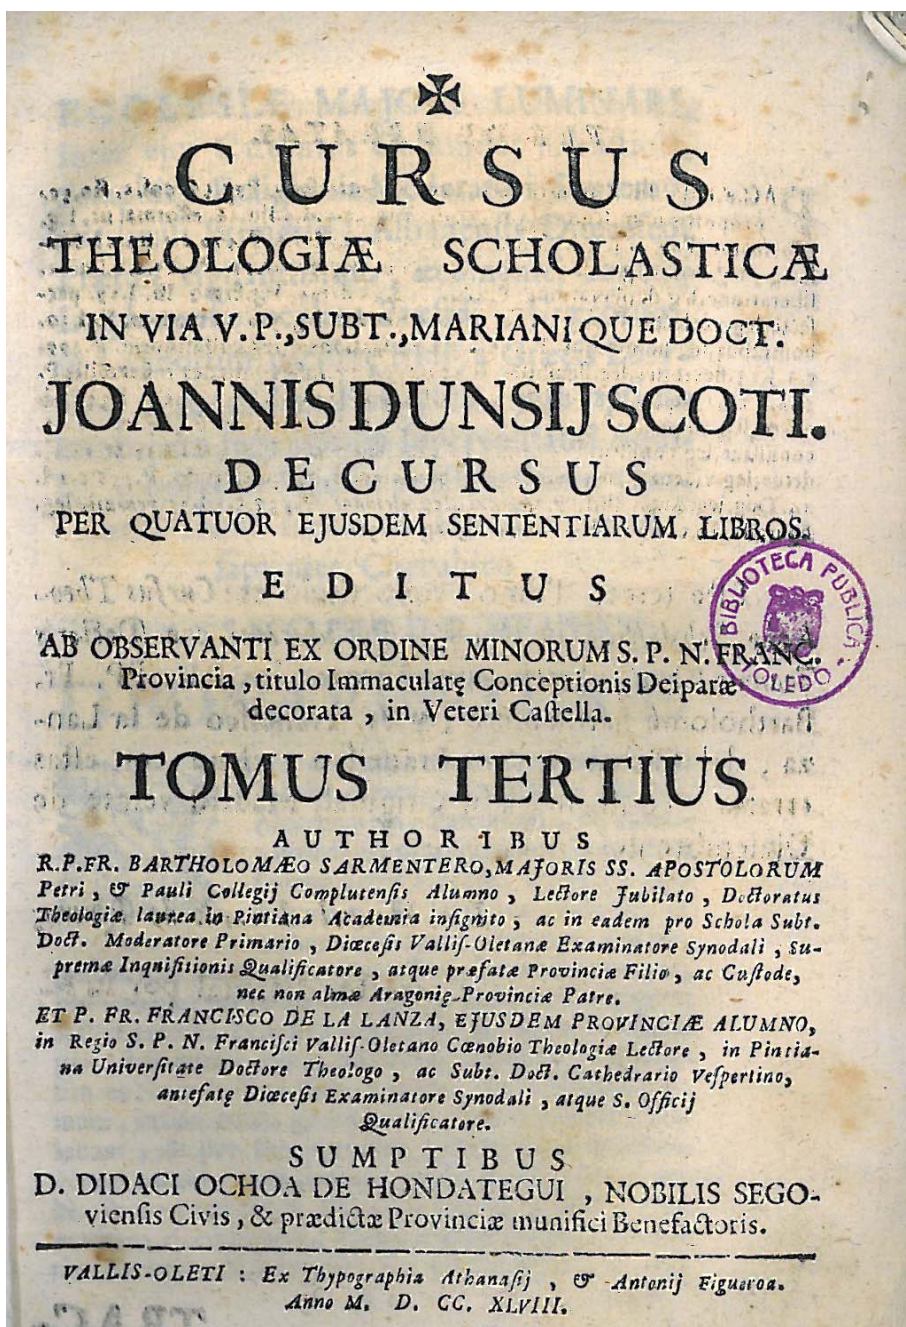 ✠
CURSUS
THEOLOGIÆ SCHOLASTICÆ
IN VIA V. P., SUBT., MARIANI QUE DOCT.
JOANNIS DUNSIJ SCOTI.
DECURSUS
PER QUATUOR EJUSDEM SENTENTIARUM LIBROS.
EDITUS
AB OBSERVANTI EX ORDINE MINORUM S. P. N. FRANC.
Provincia, titulo Immaculatę Conceptionis Deiparæ
decorata, in Veteri Caſtella.
BIBLIOTECA PUBLICA
TOLEDO
TOMUS TERTIUS
AUTHORIBUS
R.P.FR. BARTHOLOMÆO SARMENTERO, MAJORIS SS. APOSTOLORUM
Petri, & Pauli Collegij Complutenſis Alumno, Lectore Jubilato, Doctoratus
Theologiæ laurea in Pintiana Academia inſignito, ac in eadem pro Schola Subt.
Doct. Moderatore Primario, Diœceſis Valliſ-Oletanæ Examinatore Synodali, Su-
premæ Inquiſitionis Qualificatore, atque præfatæ Provinciæ Filio, ac Cuſtode,
nec non almæ Aragonię Provinciæ Patre.
ET P. FR. FRANCISCO DE LA LANZA, EJUSDEM PROVINCIÆ ALUMNO,
in Regio S. P. N. Franciſci Valliſ-Oletano Cœnobio Theologiæ Lectore, in Pintia-
na Univerſitate Doctore Theologo, ac Subt. Doct. Cathedrario Veſpertino,
antefatę Diœceſis Examinatore Synodali, atque S. Officij
Qualificatore.
SUMPTIBUS
D. DIDACI OCHOA DE HONDATEGUI, NOBILIS SEGO-
vienſis Civis, & prædictæ Provinciæ munifici Benefactoris.
VALLIS-OLETI : Ex Thypographia Athanaſij, & Antonij Figueroa.
Anno M. D. CC. XLVIII.